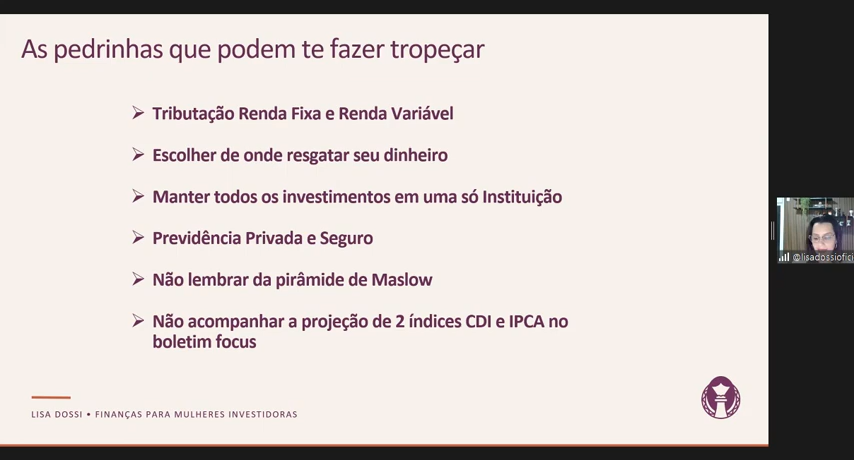 As pedrinhas que podem te fazer tropeçar
➢ Tributação Renda Fixa e Renda Variável
➢ Escolher de onde resgatar seu dinheiro
➢ Manter todos os investimentos em uma só Instituição
➢ Previdência Privada e Seguro
➢ Não lembrar da pirâmide de Maslow
➢ Não acompanhar a projeção de 2 índices CDI e IPCA no
boletim focus
@lisadossiofici
LISA DOSSI • FINANÇAS PARA MULHERES INVESTIDORAS